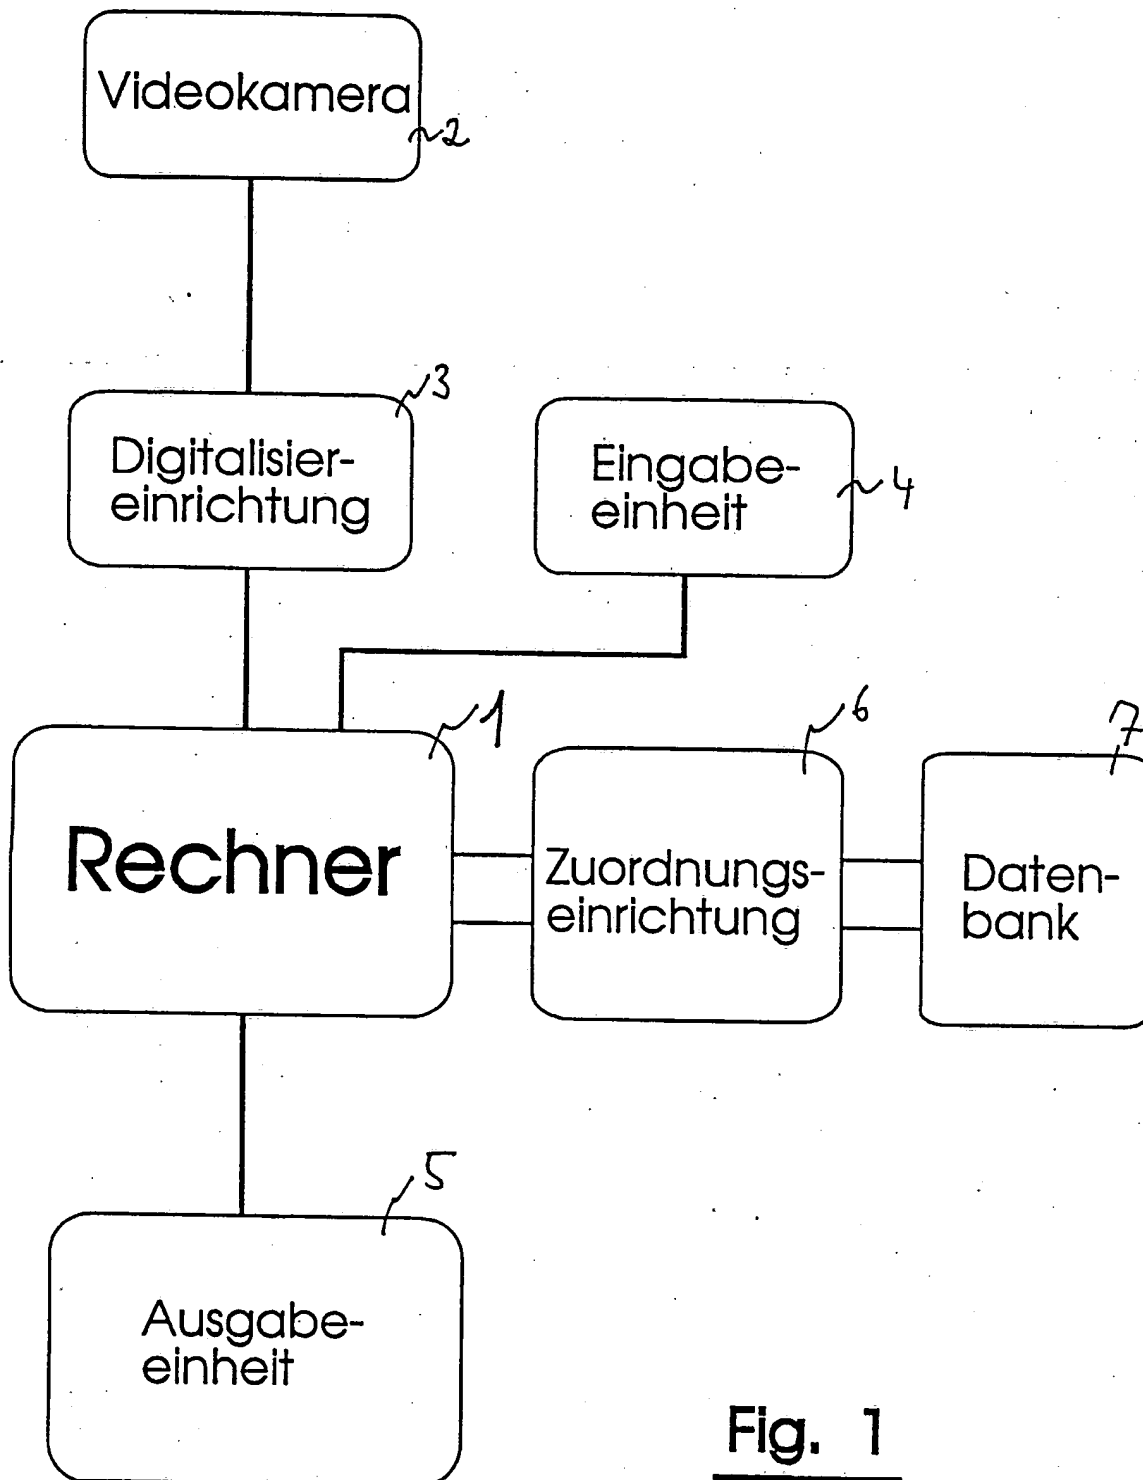 Videokamera
2
3
Digitalisier-
einrichtung
Eingabe-
einheit
4
1
6
7
Rechner
Zuordnungs-
einrichtung
Daten-
bank
5
Ausgabe-
einheit
Fig. 1